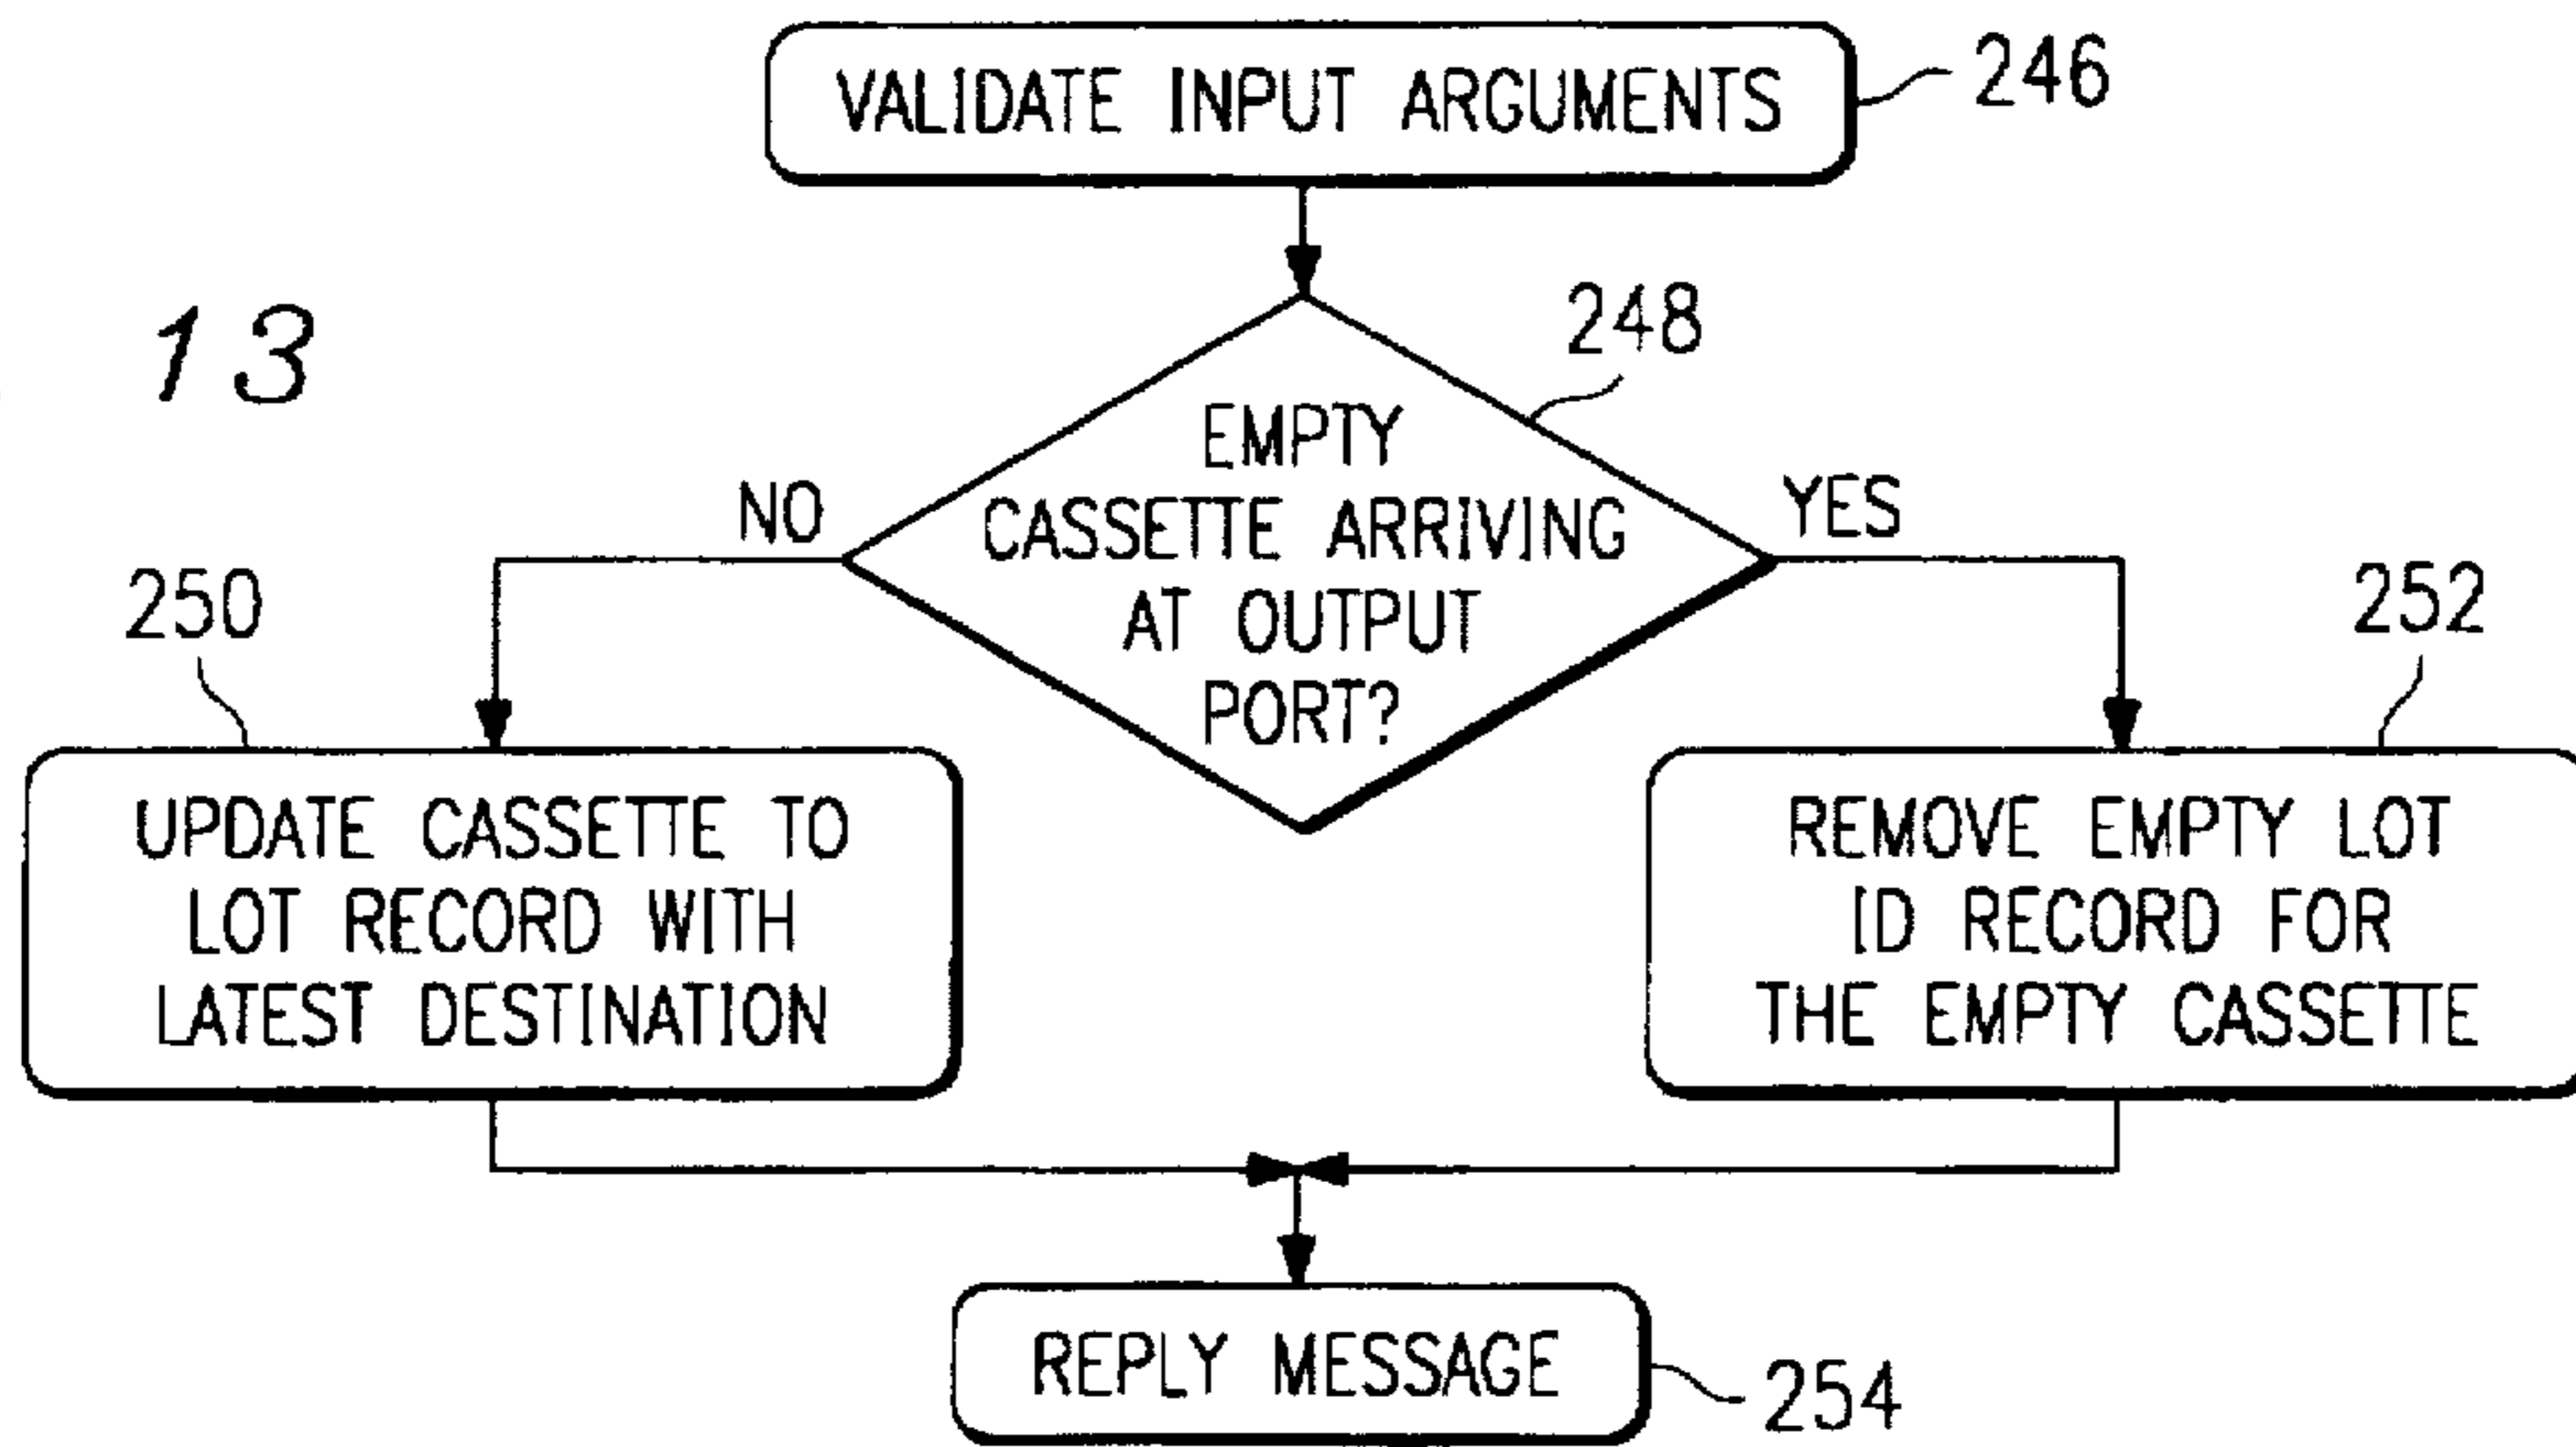 VALIDATE INPUT ARGUMENTS
246
13
248
EMPTY
CASSETTE ARRIVING
AT OUTPUT
PORT?
NO
YES
250
252
UPDATE CASSETTE TO
LOT RECORD WITH
LATEST DESTINATION
REMOVE EMPTY LOT
ID RECORD FOR
THE EMPTY CASSETTE
REPLY MESSAGE
254